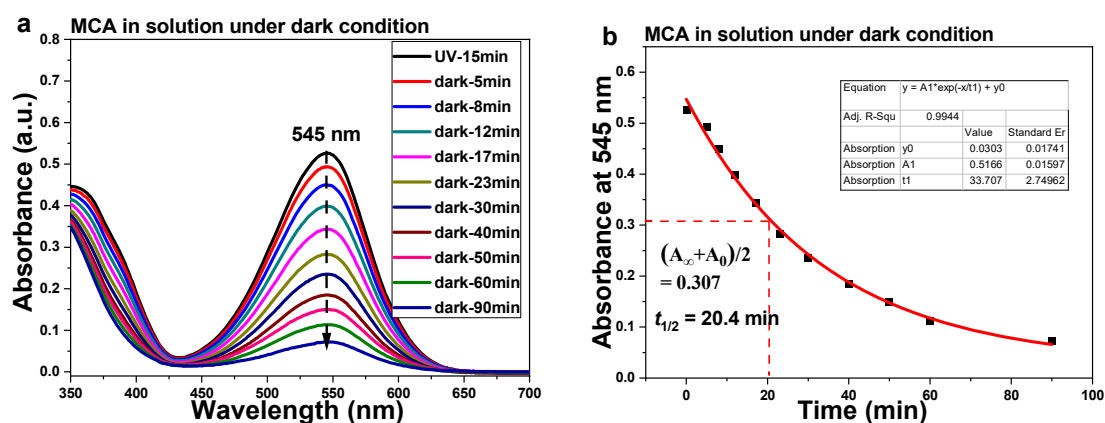 a
MCA in solution under dark condition
Absorbance (a.u.)
0.8
0.7
0.6
0.5
0.4
0.3
0.2
0.1
0.0
545 nm
UV-15min
dark-5min
dark-8min
dark-12min
dark-17min
dark-23min
dark-30min
dark-40min
dark-50min
dark-60min
dark-90min
350 400 450 500 550 600 650 700
Wavelength (nm)
b
MCA in solution under dark condition
Absorbance at 545 nm
0.6
0.5
0.4
0.3
0.2
0.1
0.0
Equation y = A1*exp(-x/t1) + y0
Adj. R-Squ 0.9944
Value Standard Er
Absorption y0 0.0303 0.01741
Absorption A1 0.5166 0.01597
Absorption t1 33.707 2.74962
(A∞+A0)/2
= 0.307
t1/2 = 20.4 min
0 20 40 60 80 100
Time (min)